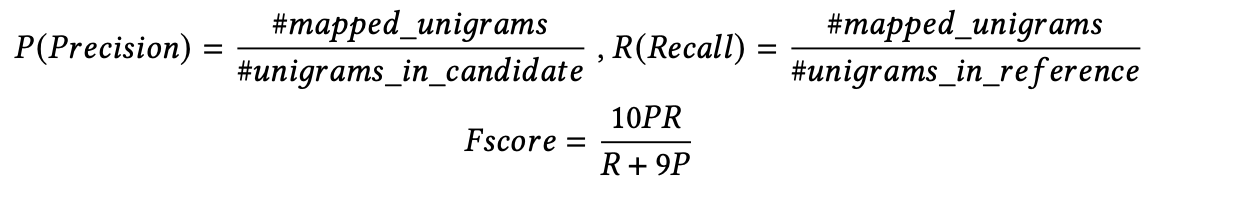 P(Precision) = #mapped_unigrams / #unigrams_in_candidate , R(Recall) = #mapped_unigrams / #unigrams_in_reference
Fscore = 10PR / R + 9P